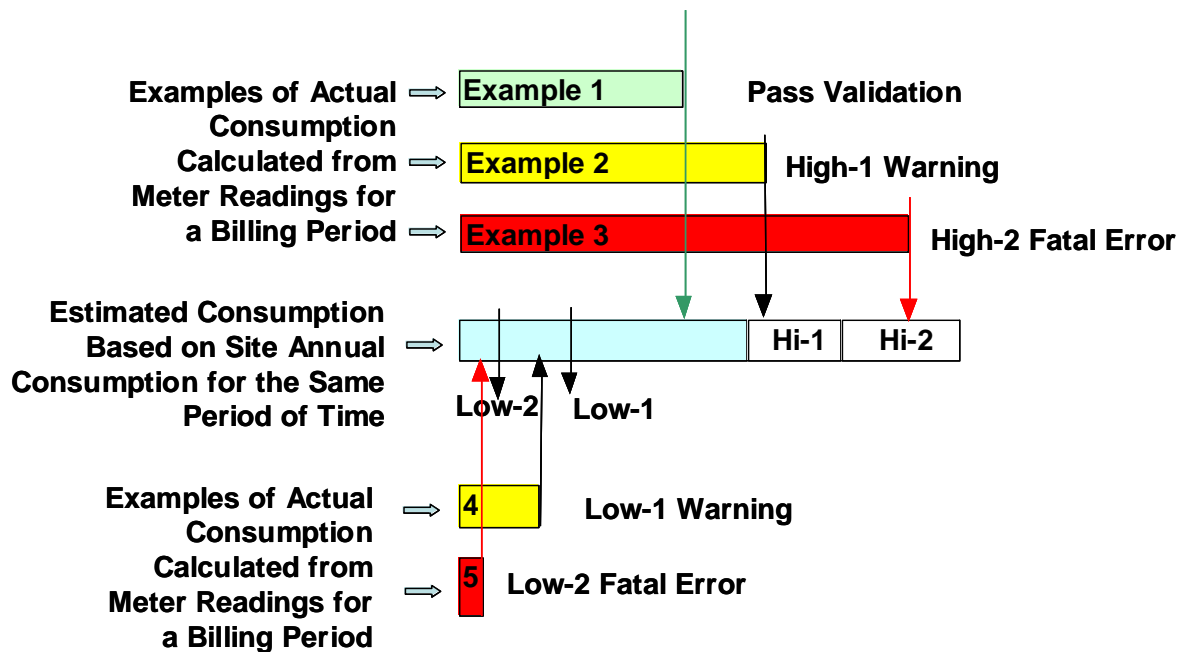 Examples of Actual
Consumption
Calculated from
Meter Readings for
a Billing Period
Example 1
Pass Validation
Example 2
High-1 Warning
Example 3
High-2 Fatal Error
Estimated Consumption
Based on Site Annual
Consumption for the Same
Period of Time
Hi-1
Hi-2
Low-2
Low-1
Examples of Actual
Consumption
Calculated from
Meter Readings for
a Billing Period
4
Low-1 Warning
5
Low-2 Fatal Error